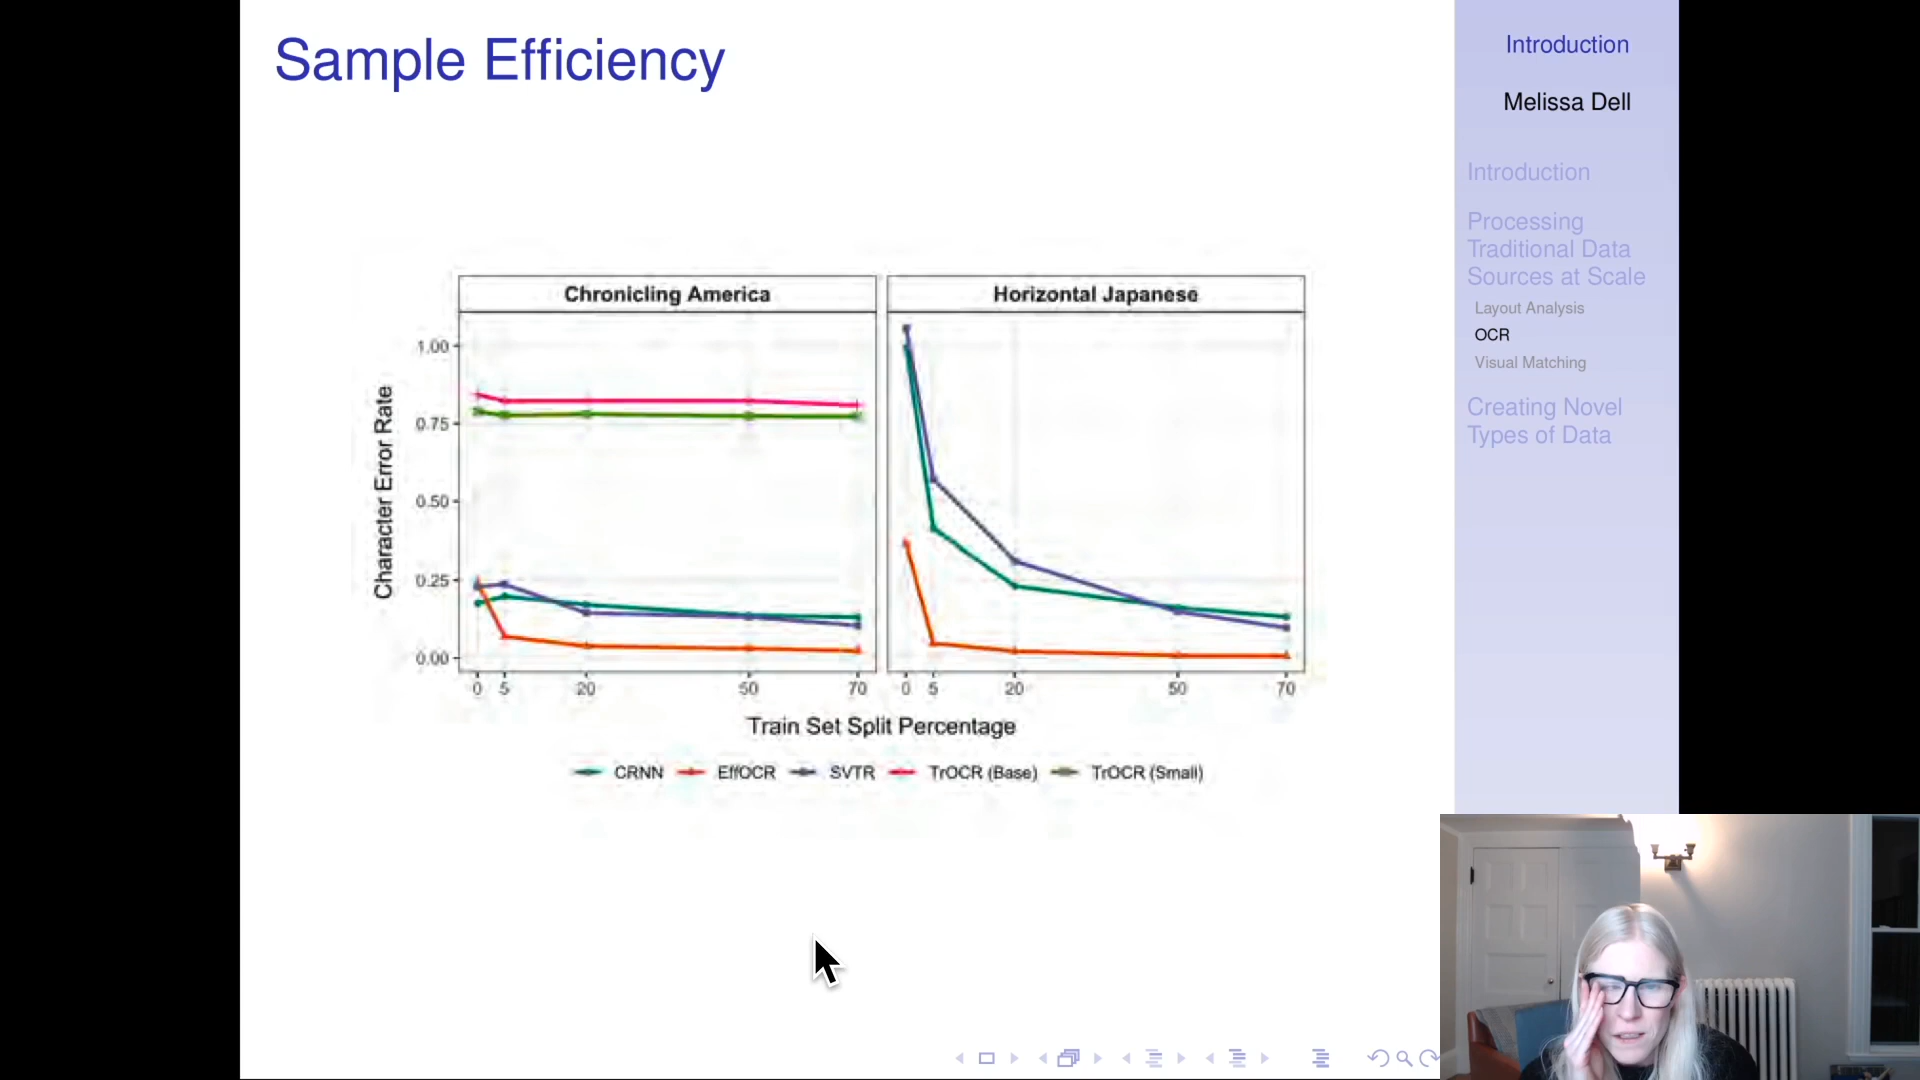 Sample Efficiency
Chronicling America
Horizontal Japanese
Character Error Rate
1.00
0.75
0.50
0.25
0.00
0 5 20 50 70
0 5 20 50 70
Train Set Split Percentage
CRNN EffOCR SVTR TrOCR (Base) TrOCR (Small)
Introduction
Melissa Dell
Introduction
Processing
Traditional Data
Sources at Scale
Layout Analysis
OCR
Visual Matching
Creating Novel
Types of Data